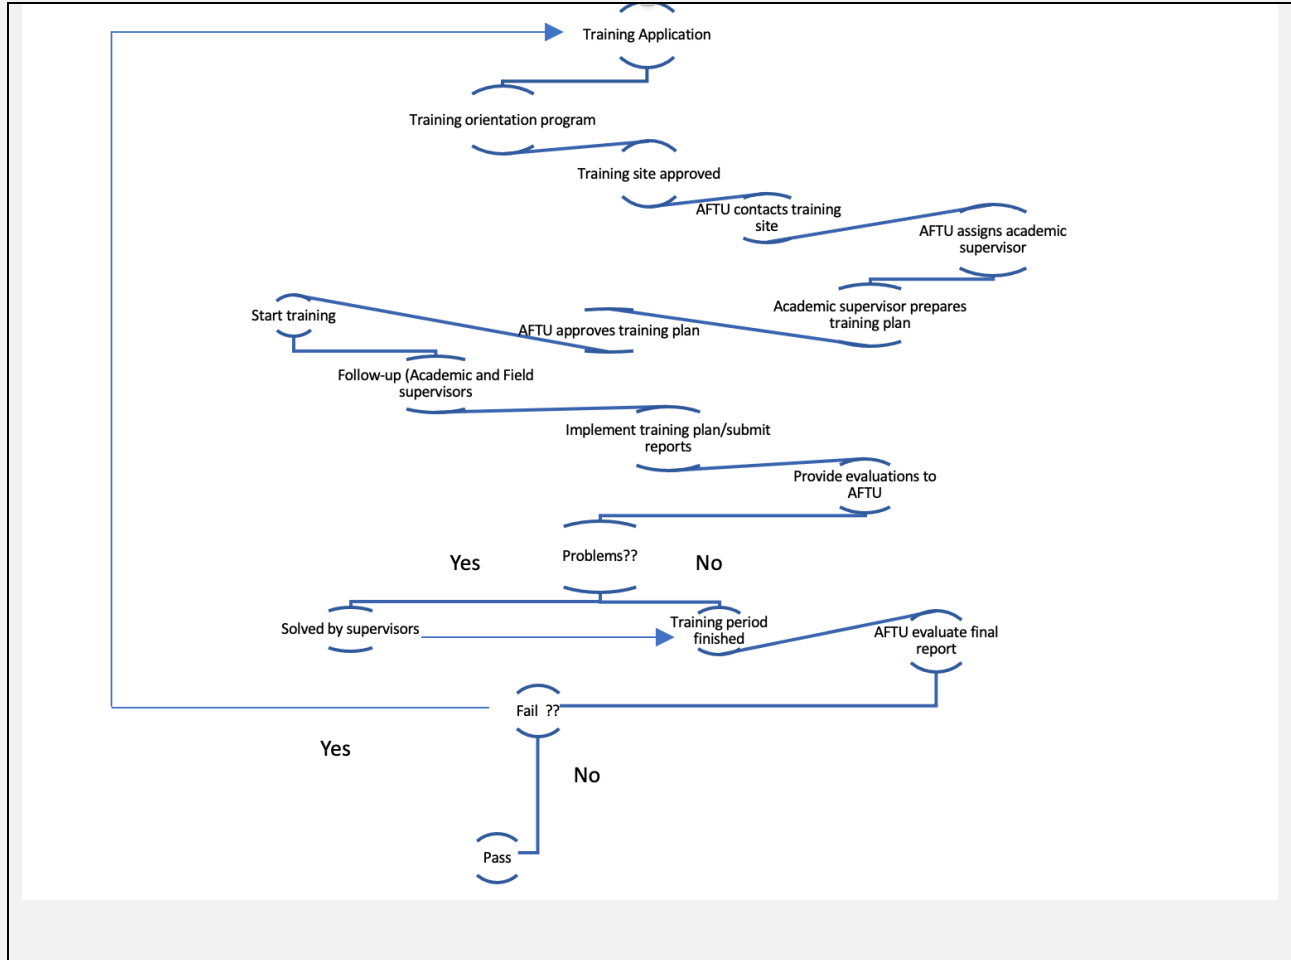 Training Application
Training orientation program
Training site approved
AFTU contacts training
site
AFTU assigns academic
supervisor
Academic supervisor prepares
training plan
AFTU approves training plan
Start training
Follow-up (Academic and Field
supervisors
Implement training plan/submit
reports
Provide evaluations to
AFTU
Problems??
Yes
No
Solved by supervisors
Training period
finished
AFTU evaluate final
report
Fail ??
Yes
No
Pass